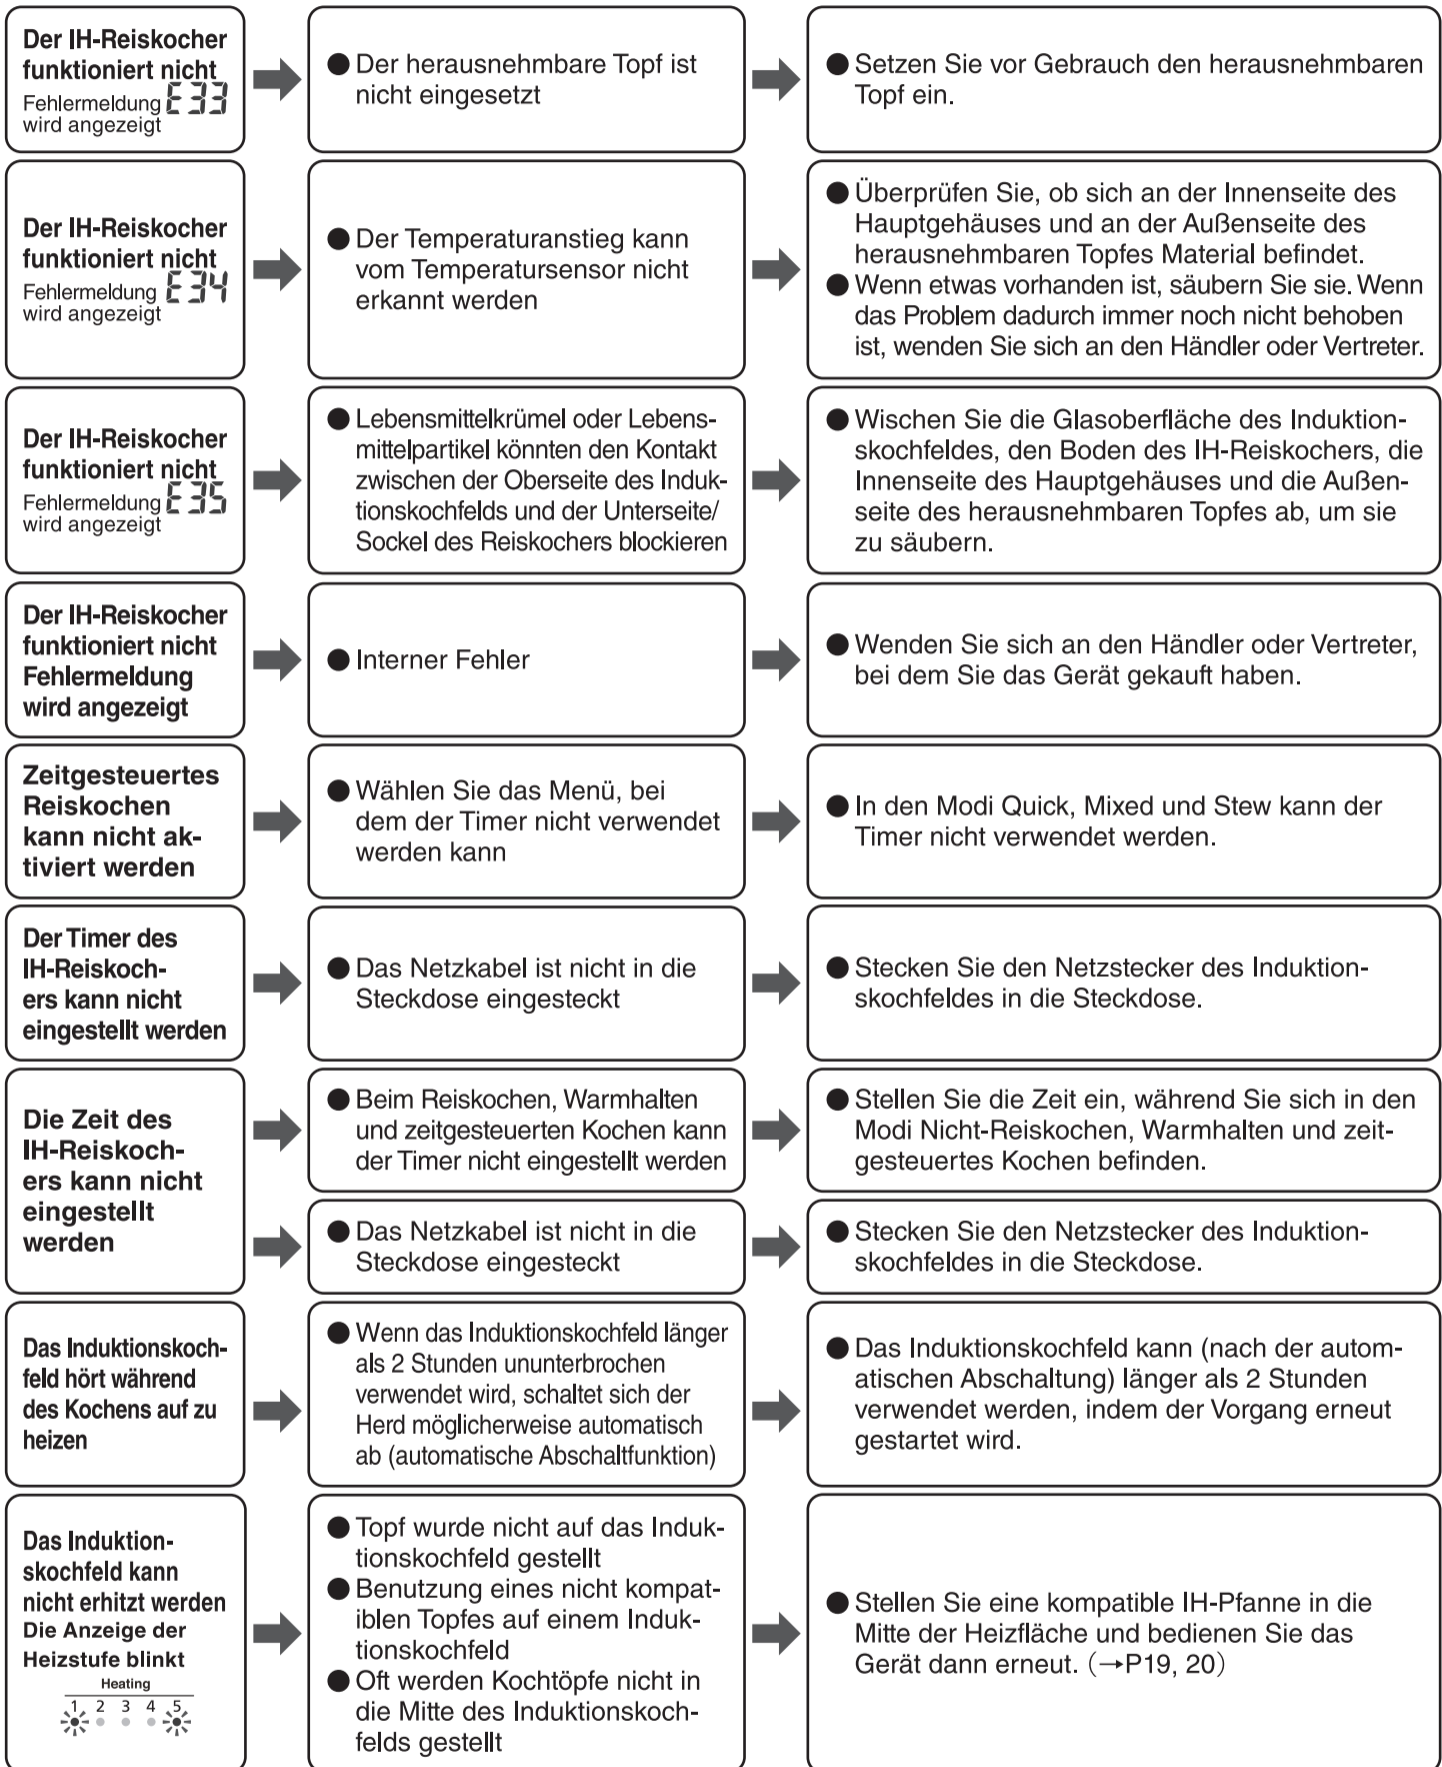 Der IH-Reiskocher
funktioniert nicht
Fehlermeldung E33
wird angezeigt
● Der herausnehmbare Topf ist
nicht eingesetzt
● Setzen Sie vor Gebrauch den herausnehmbaren
Topf ein.
Der IH-Reiskocher
funktioniert nicht
Fehlermeldung E34
wird angezeigt
● Der Temperaturanstieg kann
vom Temperatursensor nicht
erkannt werden
● Überprüfen Sie, ob sich an der Innenseite des
Hauptgehäuses und an der Außenseite des
herausnehmbaren Topfes Material befindet.
● Wenn etwas vorhanden ist, säubern Sie sie. Wenn
das Problem dadurch immer noch nicht behoben
ist, wenden Sie sich an den Händler oder Vertreter.
Der IH-Reiskocher
funktioniert nicht
Fehlermeldung E35
wird angezeigt
● Lebensmittelkrümel oder Lebens-
mittelpartikel könnten den Kontakt
zwischen der Oberseite des Induk-
tionskochfelds und der Unterseite/
Sockel des Reiskochers blockieren
● Wischen Sie die Glasoberfläche des Induktion-
skochfeldes, den Boden des IH-Reiskochers, die
Innenseite des Hauptgehäuses und die Außen-
seite des herausnehmbaren Topfes ab, um sie
zu säubern.
Der IH-Reiskocher
funktioniert nicht
Fehlermeldung
wird angezeigt
● Interner Fehler
● Wenden Sie sich an den Händler oder Vertreter,
bei dem Sie das Gerät gekauft haben.
Zeitgesteuertes
Reiskochen
kann nicht ak-
tiviert werden
● Wählen Sie das Menü, bei
dem der Timer nicht verwendet
werden kann
● In den Modi Quick, Mixed und Stew kann der
Timer nicht verwendet werden.
Der Timer des
IH-Reiskoch-
ers kann nicht
eingestellt werden
● Das Netzkabel ist nicht in die
Steckdose eingesteckt
● Stecken Sie den Netzstecker des Induktion-
skochfeldes in die Steckdose.
Die Zeit des
IH-Reiskoch-
ers kann nicht
eingestellt
werden
● Beim Reiskochen, Warmhalten
und zeitgesteuerten Kochen kann
der Timer nicht eingestellt werden
● Stellen Sie die Zeit ein, während Sie sich in den
Modi Nicht-Reiskochen, Warmhalten und zeit-
gesteuertes Kochen befinden.
● Das Netzkabel ist nicht in die
Steckdose eingesteckt
● Stecken Sie den Netzstecker des Induktion-
skochfeldes in die Steckdose.
Das Induktionskoch-
feld hört während
des Kochens auf zu
heizen
● Wenn das Induktionskochfeld länger
als 2 Stunden ununterbrochen
verwendet wird, schaltet sich der
Herd möglicherweise automatisch
ab (automatische Abschaltfunktion)
● Das Induktionskochfeld kann (nach der autom-
atischen Abschaltung) länger als 2 Stunden
verwendet werden, indem der Vorgang erneut
gestartet wird.
Das Induktion-
skochfeld kann
nicht erhitzt werden
Die Anzeige der
Heizstufe blinkt
Heating
1 2 3 4 5
● Topf wurde nicht auf das Induk-
tionskochfeld gestellt
● Benutzung eines nicht kompat-
iblen Topfes auf einem Induk-
tionskochfeld
● Oft werden Kochtöpfe nicht in
die Mitte des Induktionskoch-
felds gestellt
● Stellen Sie eine kompatible IH-Pfanne in die
Mitte der Heizfläche und bedienen Sie das
Gerät dann erneut. (→P19, 20)